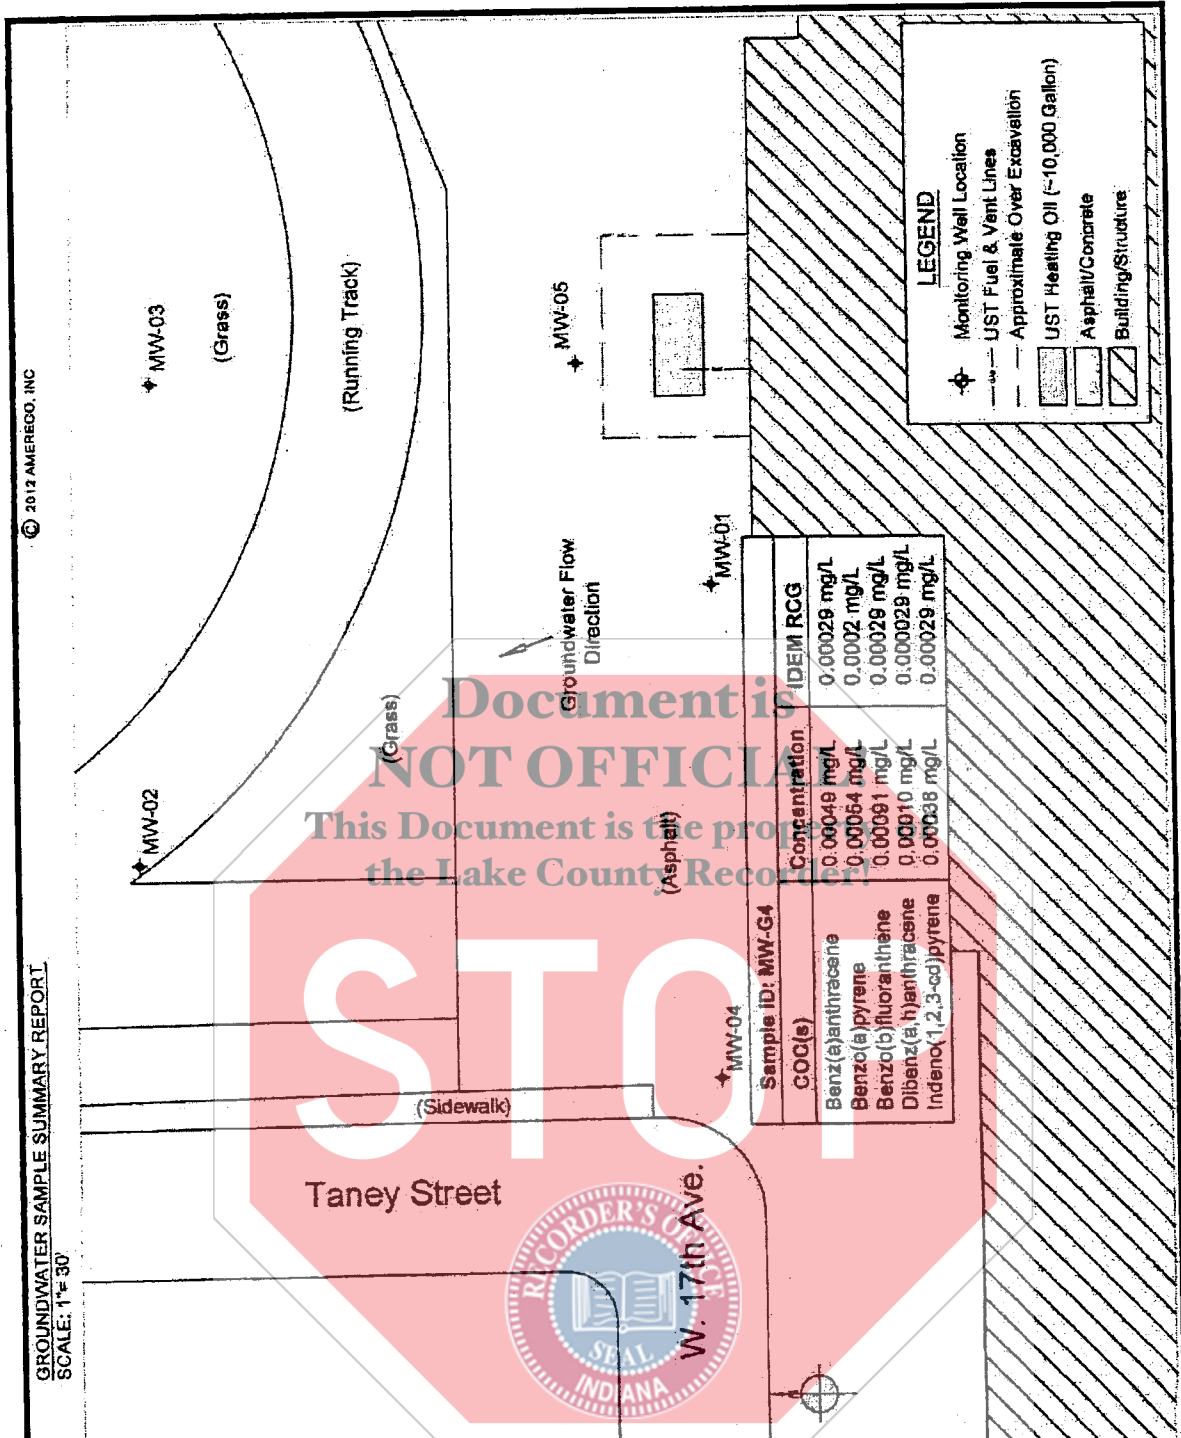 GROUNDWATER SAMPLE SUMMARY REPORT
SCALE: 1"= 30'
© 2012 AMERECO, INC
MW-02
MW-03
(Grass)
(Running Track)
(Grass)
Groundwater Flow
Direction
MW-05
MW-01
(Asphalt)
MW-04
(Sidewalk)
Taney Street
W. 17th Ave.
Sample ID: MW-G4
COC(s) Concentration IDEM RCG
Benz(a)anthracene 0.00049 mg/L 0.00029 mg/L
Benzo(a)pyrene 0.00064 mg/L 0.0002 mg/L
Benzo(b)fluoranthene 0.00091 mg/L 0.00029 mg/L
Dibenz(a,h)anthracene 0.00010 mg/L 0.000029 mg/L
Indeno(1,2,3-cd)pyrene 0.00038 mg/L 0.00029 mg/L
LEGEND
Monitoring Well Location
UST Fuel & Vent Lines
Approximate Over Excavation
UST Heating Oil (~10,000 Gallon)
Asphalt/Concrete
Building/Structure
Document is
NOT OFFICIAL!
This Document is the property of
the Lake County Recorder!
STOP
RECORDER'S OFFICE
SEAL
INDIANA